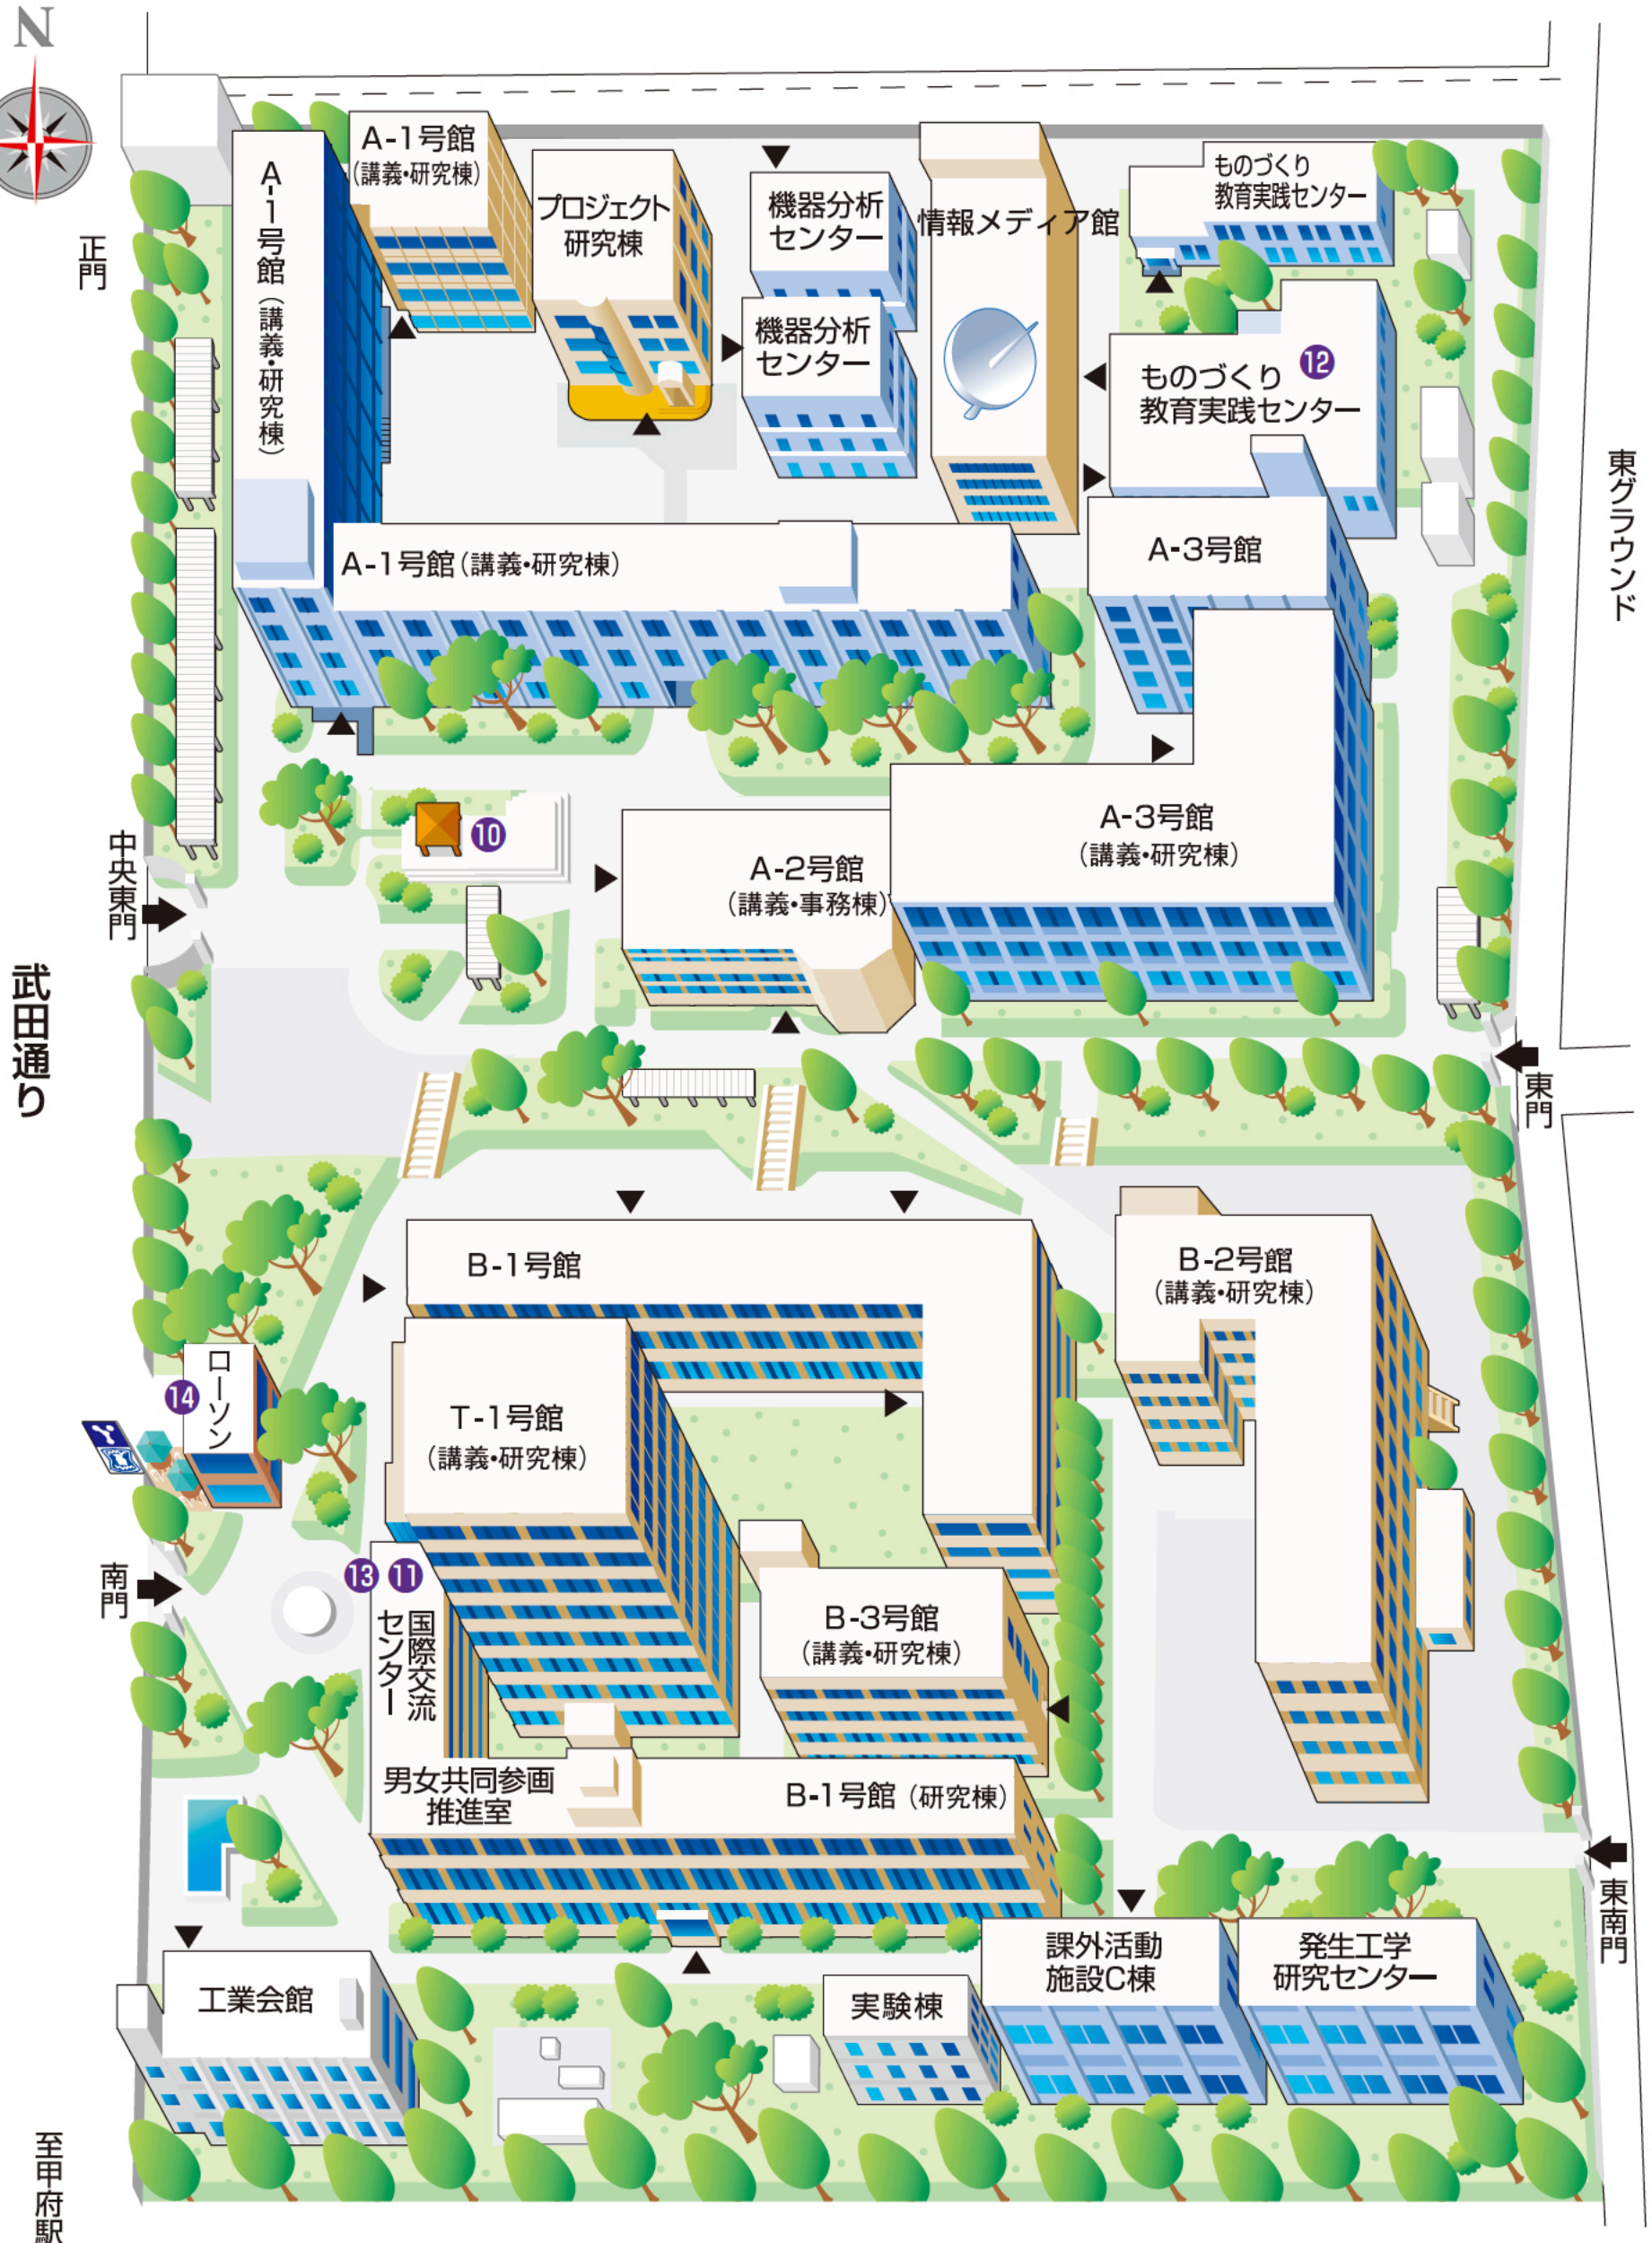 N
正門
A-1号館（講義・研究棟）
A-1号館
（講義・研究棟）
プロジェクト
研究棟
機器分析
センター
機器分析
センター
情報メディア館
ものづくり
教育実践センター
ものづくり
教育実践センター
⑫
A-1号館（講義・研究棟）
A-3号館
東グラウンド
⑩
中央東門
A-2号館
（講義・事務棟）
A-3号館
（講義・研究棟）
武田通り
東門
B-1号館
B-2号館
（講義・研究棟）
ローソン
⑭
T-1号館
（講義・研究棟）
南門
⑬ ⑪
国際交流
センター
B-3号館
（講義・研究棟）
男女共同参画
推進室
B-1号館（研究棟）
東南門
工業会館
実験棟
課外活動
施設C棟
発生工学
研究センター
至甲府駅